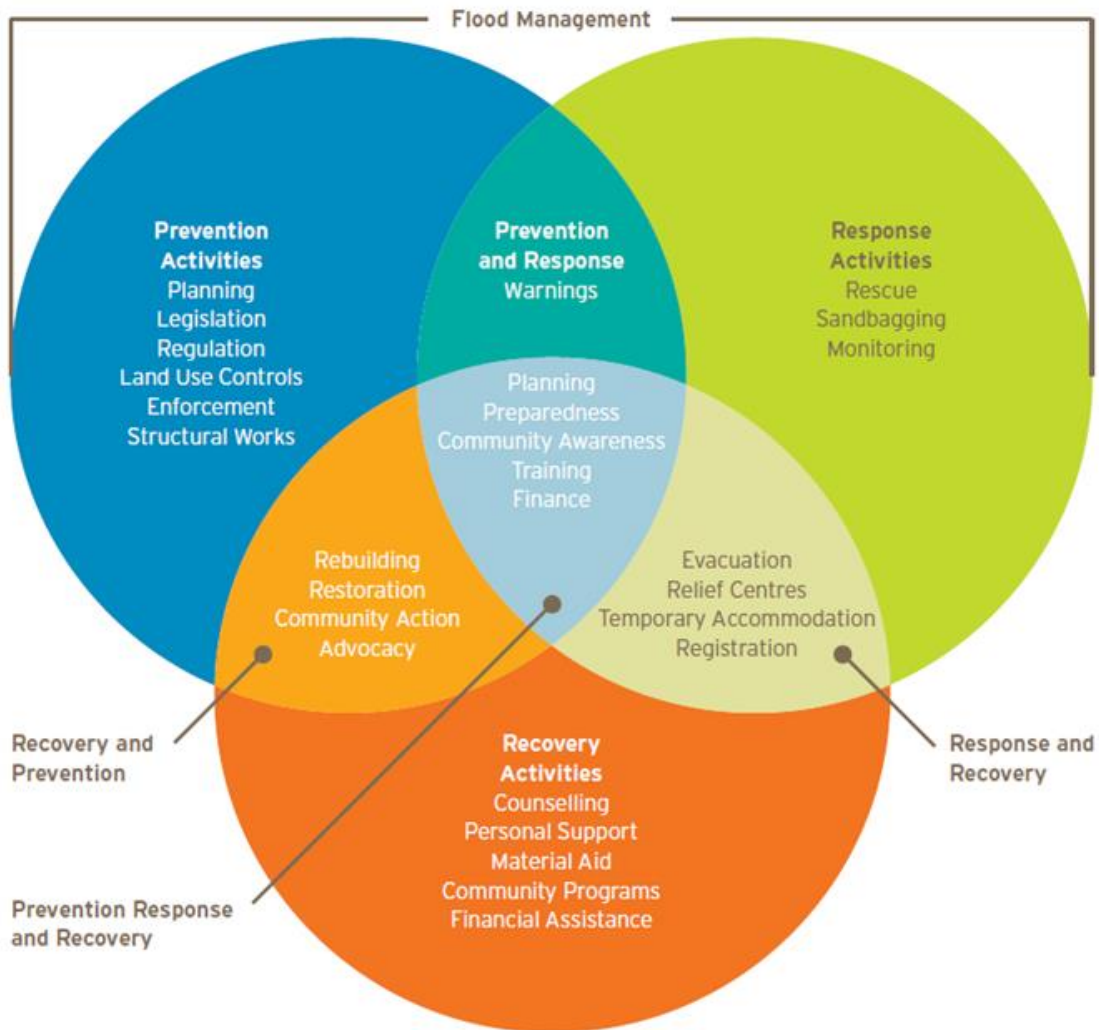 Flood Management
Prevention
Activities
Planning
Legislation
Regulation
Land Use Controls
Enforcement
Structural Works
Prevention
and Response
Warnings
Response
Activities
Rescue
Sandbagging
Monitoring
Planning
Preparedness
Community Awareness
Training
Finance
Rebuilding
Restoration
Community Action
Advocacy
Evacuation
Relief Centres
Temporary Accommodation
Registration
Recovery and
Prevention
Recovery
Activities
Counselling
Personal Support
Material Aid
Community Programs
Financial Assistance
Response and
Recovery
Prevention Response
and Recovery